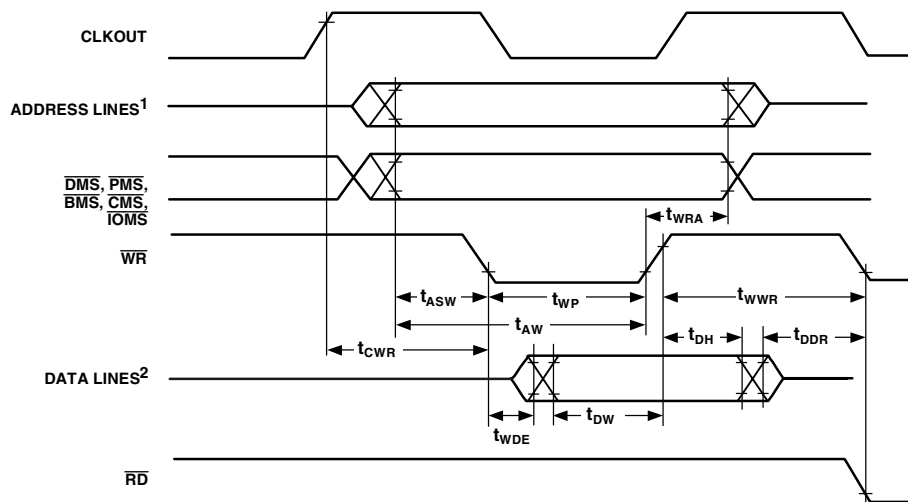 CLKOUT
ADDRESS LINES1
DMS, PMS,
BMS, CMS,
IOMS
tWRA
WR
tASW
tWP
tWWR
tAW
tCWR
tDH
tDDR
DATA LINES2
tWDE
tDW
RD